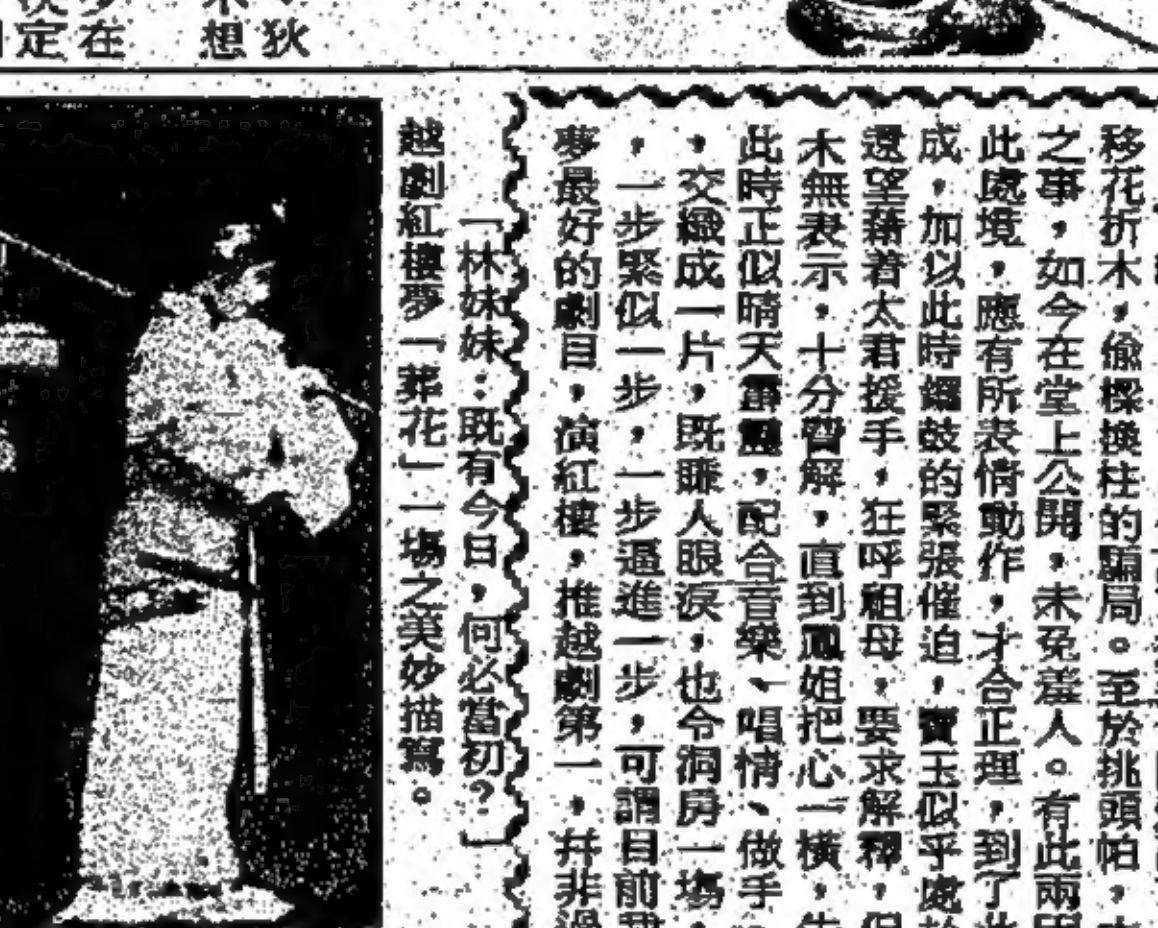 定在
想狄
移花折木，偷樑換柱的騙局。至於挑頭帕，
之事，如今在堂上公開，未免羞人。有此兩
此處境，應有所表情動作，才合正理，到了
成，加以此時鑼鼓的緊張催迫，寶玉似乎處
還望藉着太君援手，狂呼祖母，要求解釋，
木無表示，十分費解，直到鳳姐把心一橫，
此時正似晴天霹靂，配合音樂、唱情、做手
，交織成一片，既賺人眼淚，也令洞房一塲
，一步緊似一步，一步逼進一步，可謂目前
夢最好的劇目，演紅樓，推越劇第一，幷非過
「林妹妹：既有今日，何必當初？」
越劇紅樓夢「葬花」一塲之美妙描寫。